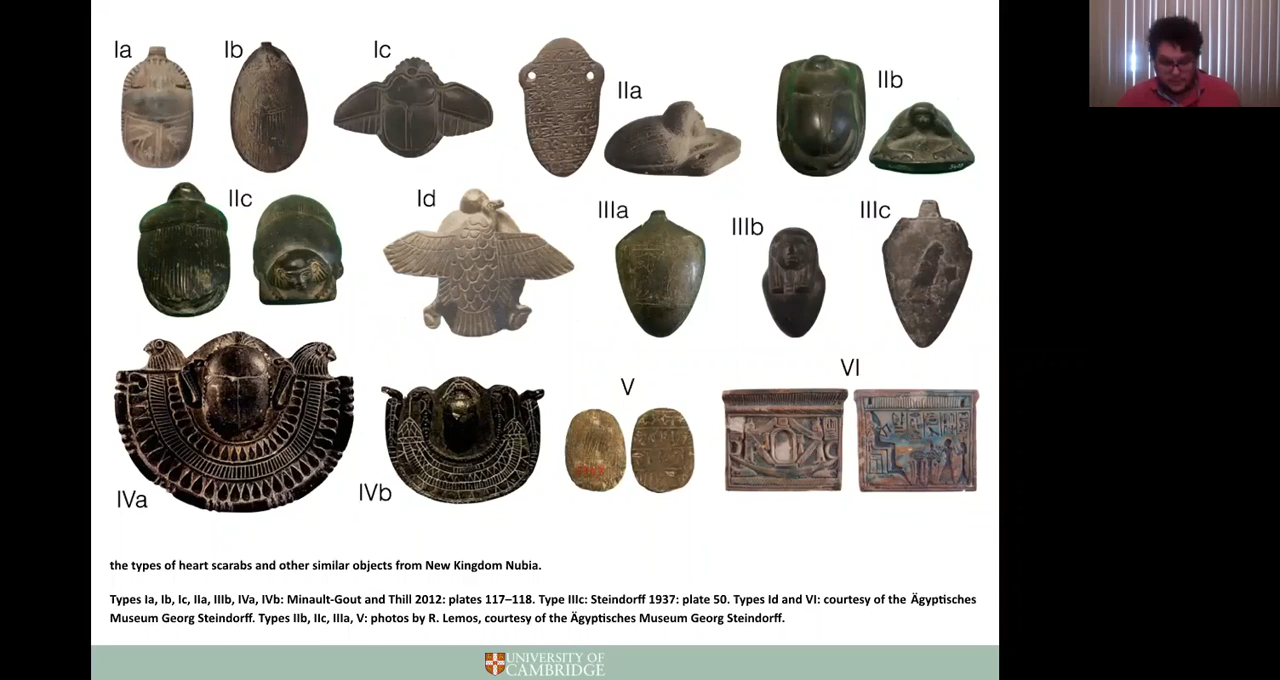 Ia
Ib
Ic
IIa
IIb
IIc
Id
IIIa
IIIb
IIIc
IVa
IVb
V
VI
the types of heart scarabs and other similar objects from New Kingdom Nubia.
Types Ia, Ib, Ic, IIa, IIIb, IVa, IVb: Minault-Gout and Thill 2012: plates 117–118. Type IIIc: Steindorff 1937: plate 50. Types Id and VI: courtesy of the Ägyptisches
Museum Georg Steindorff. Types IIb, IIc, IIIa, V: photos by R. Lemos, courtesy of the Ägyptisches Museum Georg Steindorff.
UNIVERSITY OF
CAMBRIDGE